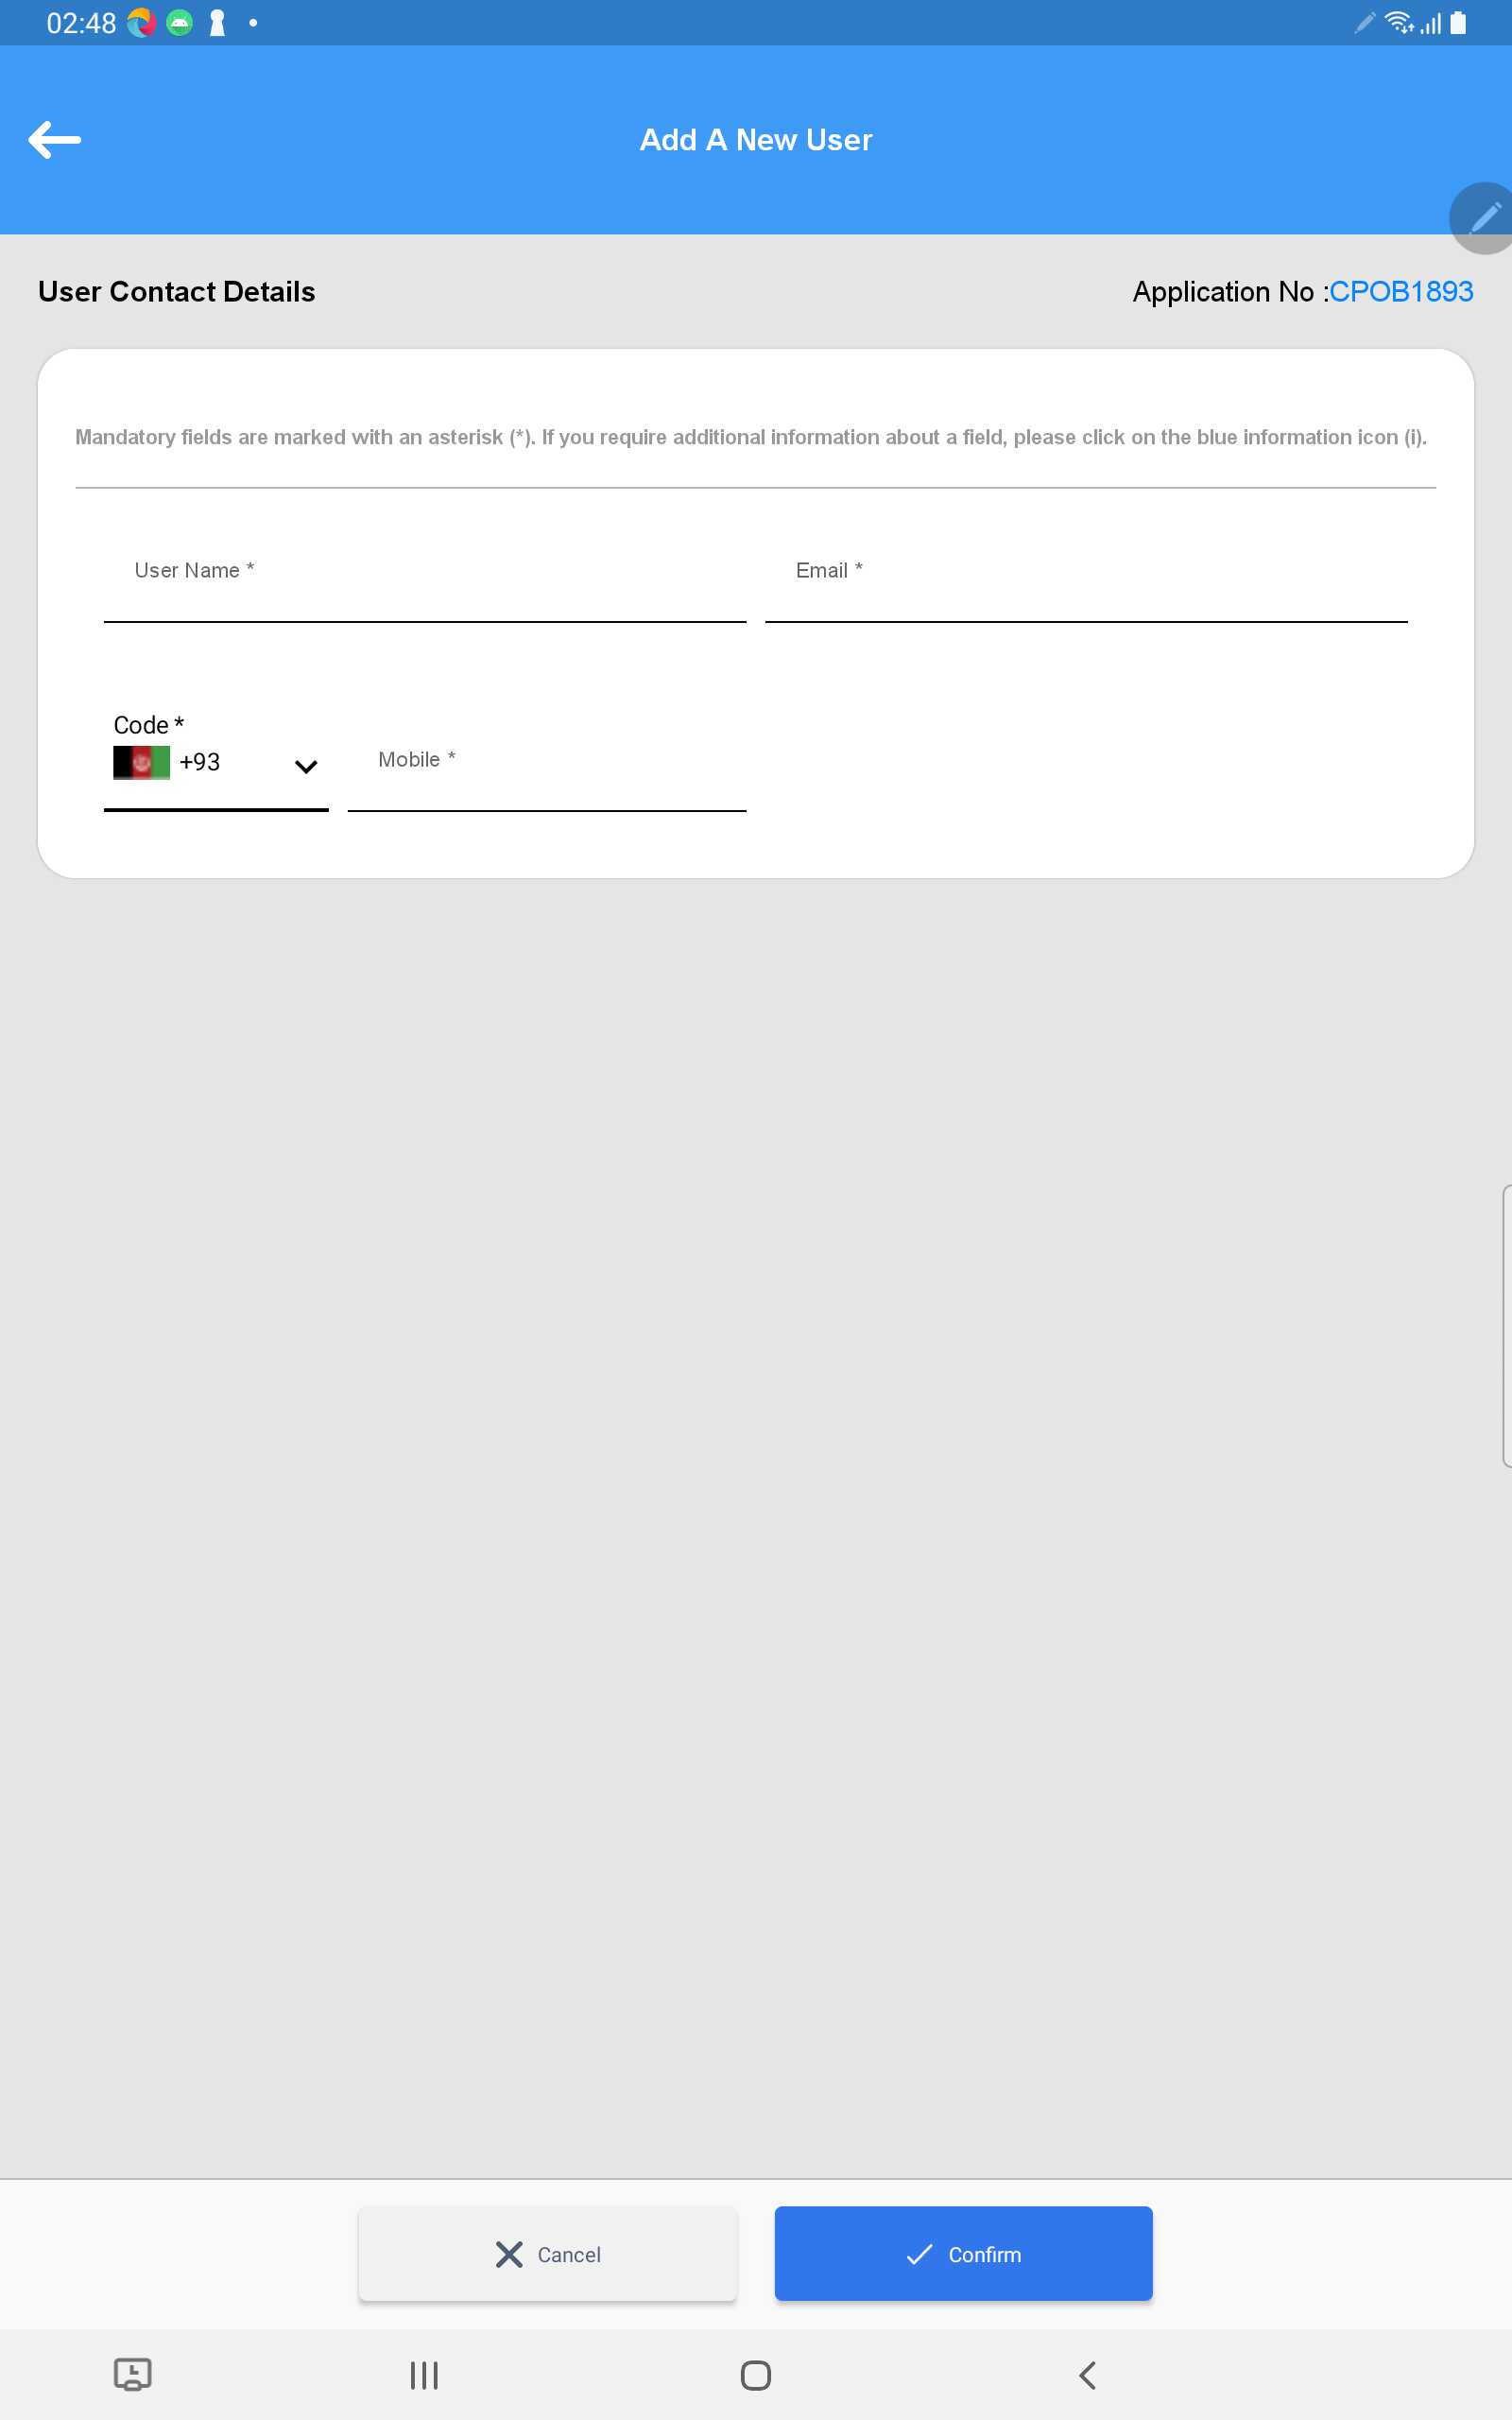 02:48
Add A New User
User Contact Details
Application No :CPOB1893
Mandatory fields are marked with an asterisk (*). If you require additional information about a field, please click on the blue information icon (i).
User Name *
Email *
Code *
+93
Mobile *
Cancel
Confirm